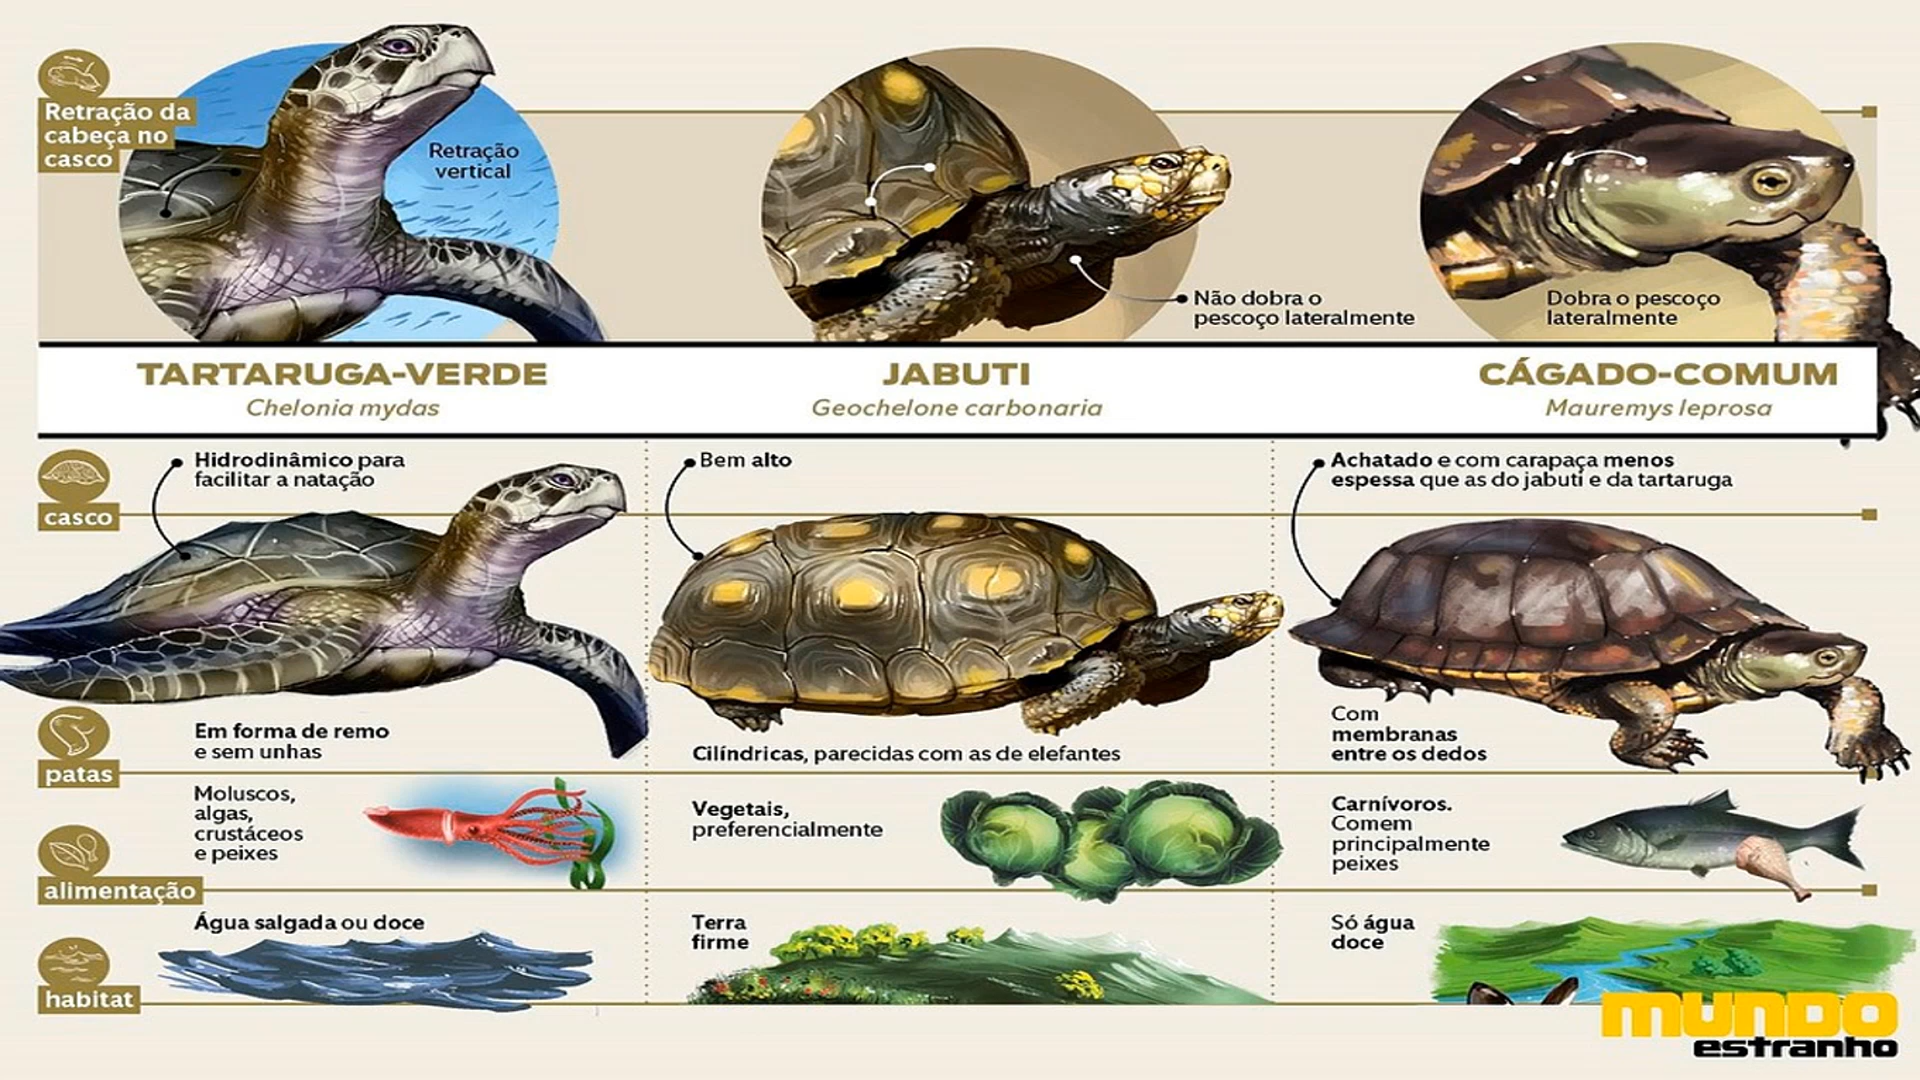 Retração da
cabeça no
casco
Retração
vertical
Não dobra o
pescoço lateralmente
Dobra o pescoço
lateralmente
TARTARUGA-VERDE
Chelonia mydas
JABUTI
Geochelone carbonaria
CÁGADO-COMUM
Mauremys leprosa
casco
Hidrodinâmico para
facilitar a natação
Bem alto
Achatado e com carapaça menos
espessa que as do jabuti e da tartaruga
patas
Em forma de remo
e sem unhas
Cilíndricas, parecidas com as de elefantes
Com
membranas
entre os dedos
alimentação
Moluscos,
algas,
crustáceos
e peixes
Vegetais,
preferencialmente
Carnívoros.
Comem
principalmente
peixes
habitat
Água salgada ou doce
Terra
firme
Só água
doce
MUNDO
estranho